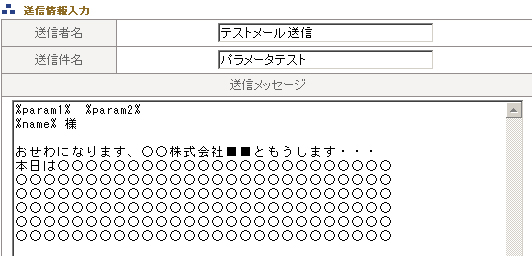 送信情報入力
送信者名 テストメール送信
送信件名 パラメータテスト
送信メッセージ
%param1%  %param2%
%name% 様
おせわになります、○○株式会社■■ともうします・・・
本日は○○○○○○○○○○○○○○○○○○○○○○○○
○○○○○○○○○○○○○○○○○○○○○○○○○○○
○○○○○○○○○○○○○○○○○○○○○○○○○○○
○○○○○○○○○○○○○○○○○○○○○○○○○○○
○○○○○○○○○○○○○○○○○○○○○○○○○○○
○○○○○○○○○○○○○○○○○○○○○○○○○○○